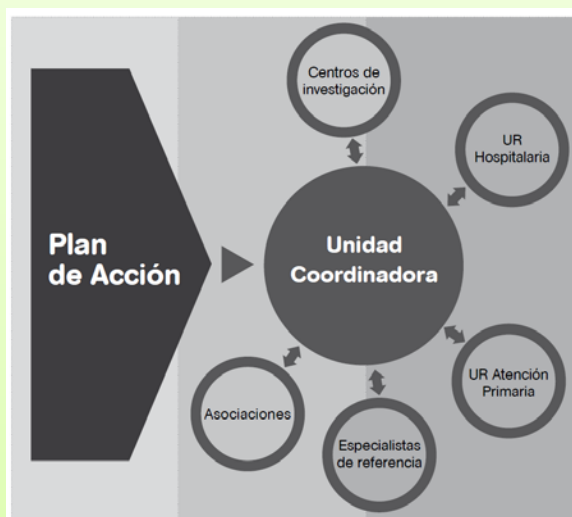 Centros de
investigación
UR
Hospitalaria
Plan
de Acción
Unidad
Coordinadora
UR Atención
Primaria
Asociaciones
Especialistas
de referencia